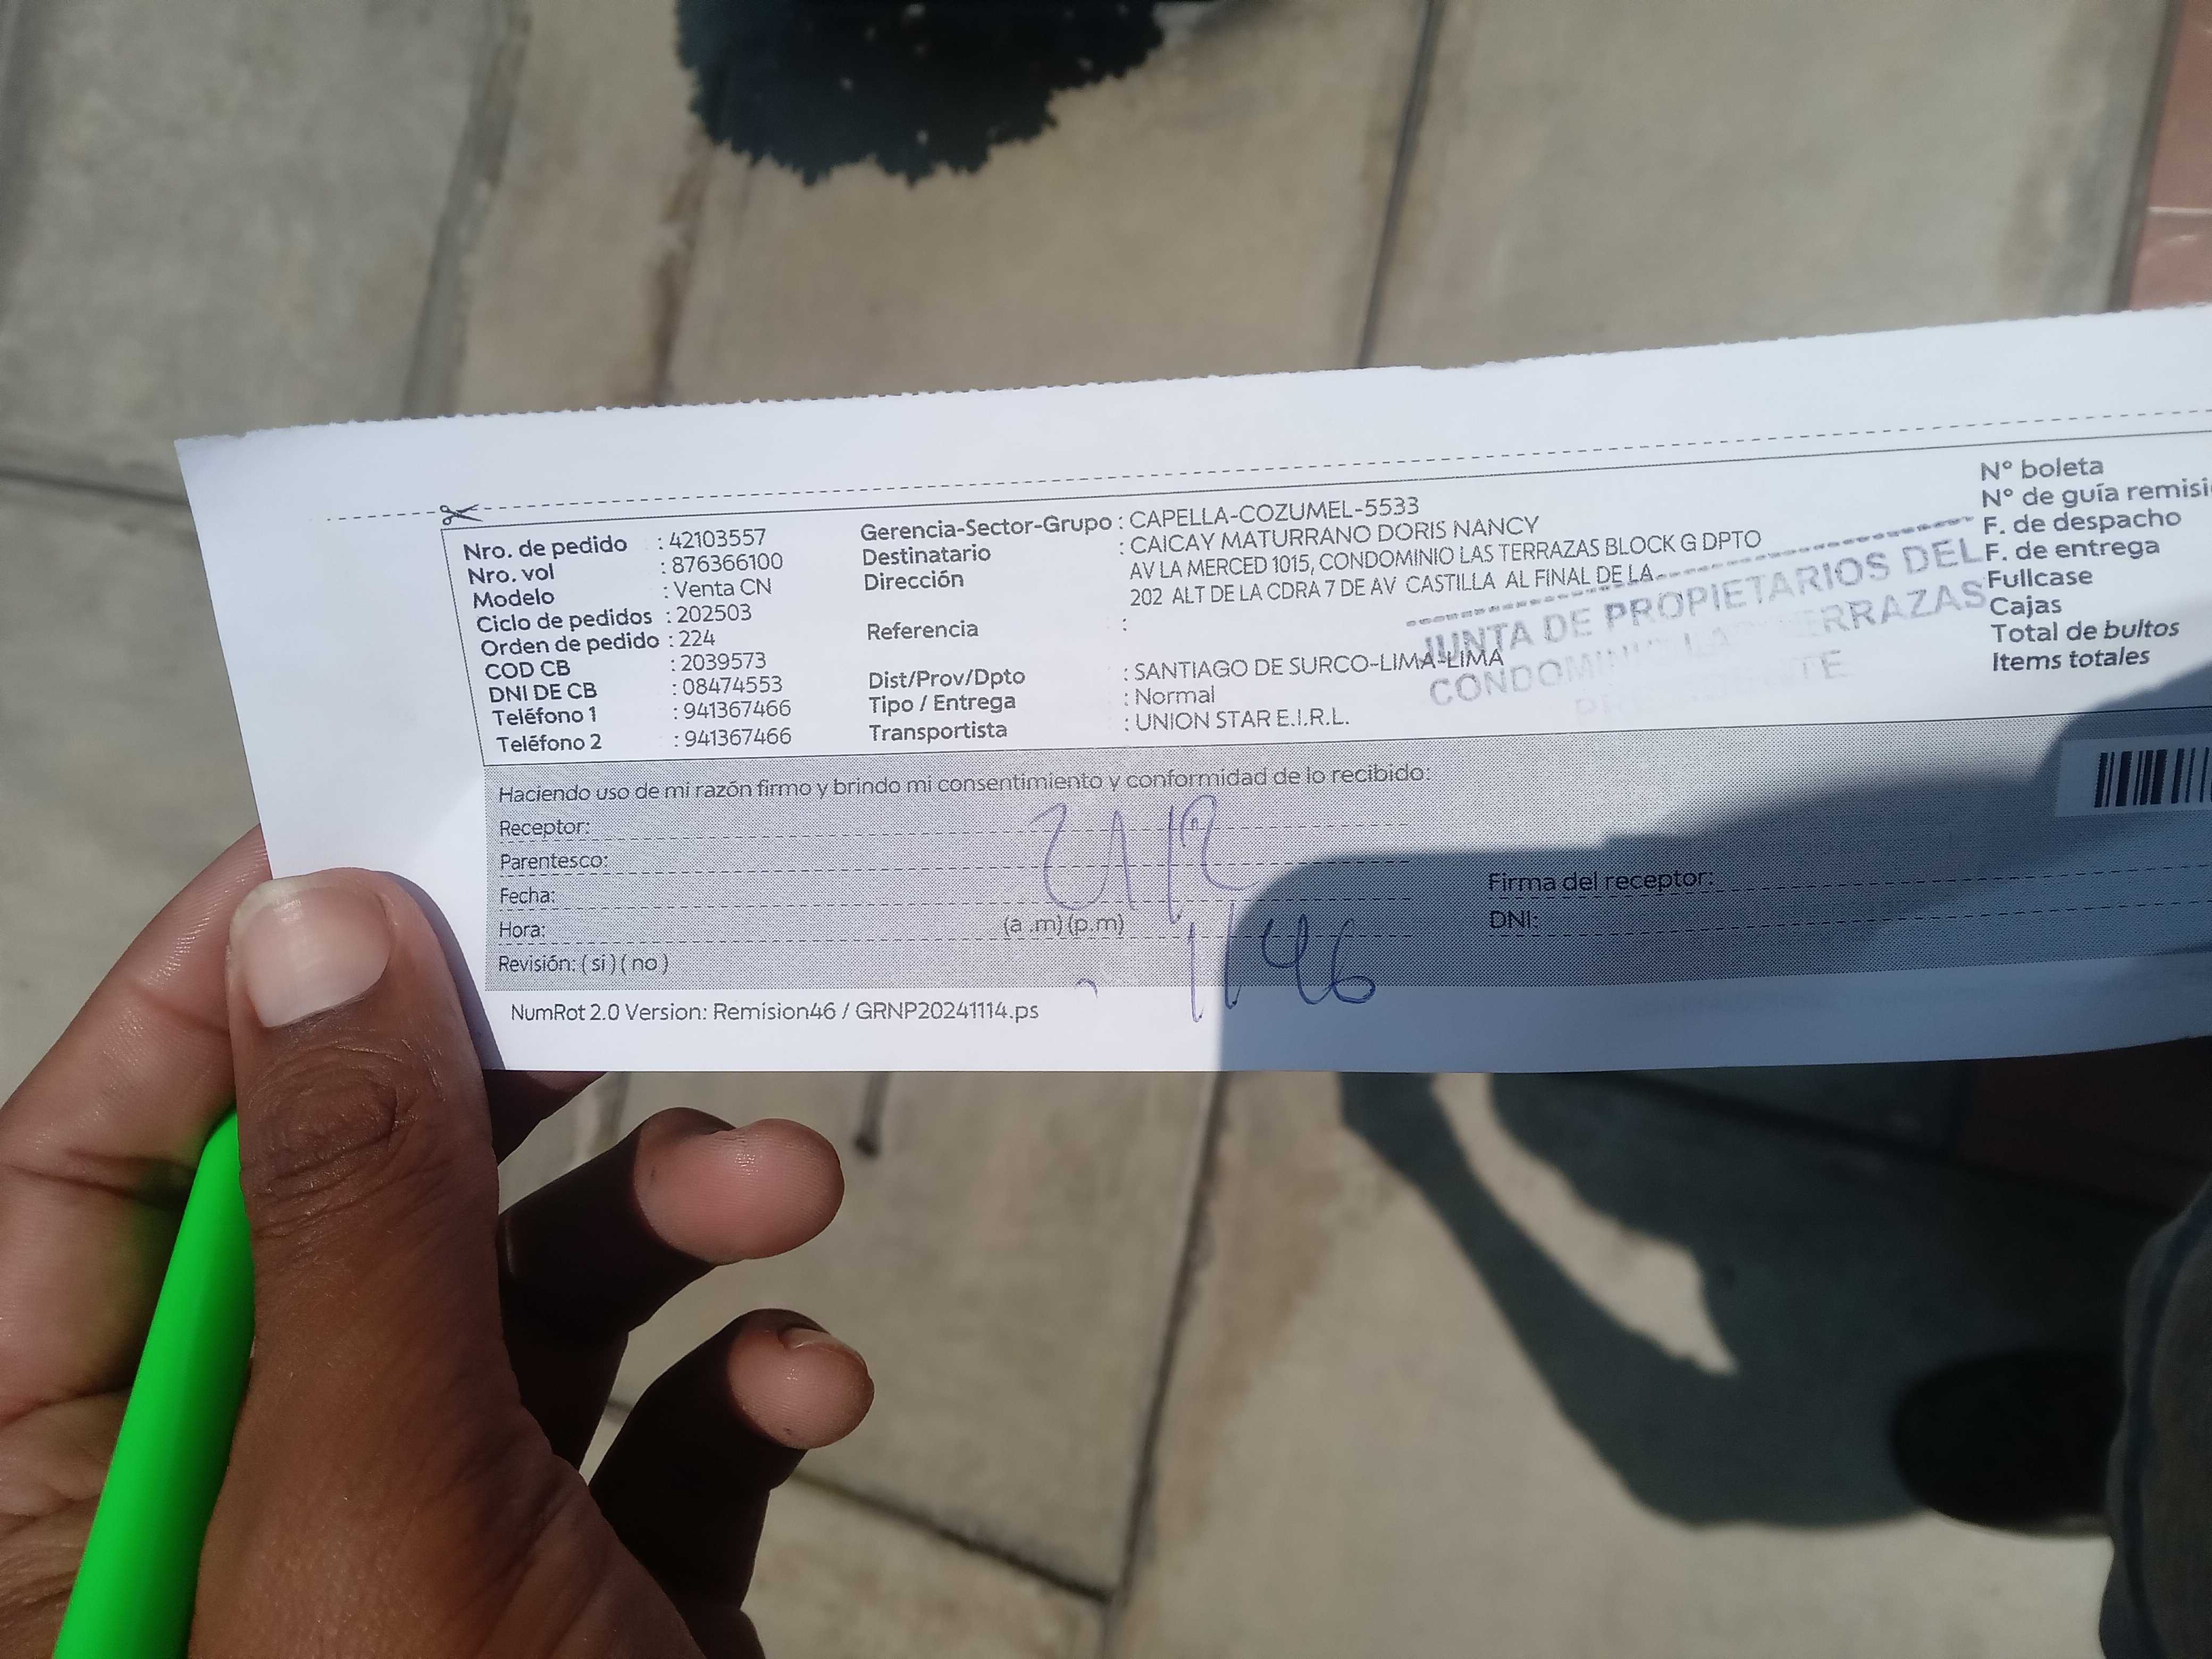 Nro. de pedido : 42103557
Nro. vol : 876366100
Modelo : Venta CN
Ciclo de pedidos : 202503
Orden de pedido : 224
COD CB : 2039573
DNI DE CB : 08474553
Teléfono 1 : 941367466
Teléfono 2 : 941367466
Gerencia-Sector-Grupo : CAPELLA-COZUMEL-5533
Destinatario : CAICAY MATURRANO DORIS NANCY
Dirección AV LA MERCED 1015, CONDOMINIO LAS TERRAZAS BLOCK G DPTO
202 ALT DE LA CDRA 7 DE AV CASTILLA AL FINAL DE LA
Referencia :
Dist/Prov/Dpto : SANTIAGO DE SURCO-LIMA-LIMA
Tipo / Entrega : Normal
Transportista : UNION STAR E.I.R.L.
JUNTA DE PROPIETARIOS DEL
CONDOMINIO LAS TERRAZAS
N° boleta
N° de guía remisi
F. de despacho
F. de entrega
Fullcase
Cajas
Total de bultos
Items totales
Haciendo uso de mi razón firmo y brindo mi consentimiento y conformidad de lo recibido:
Receptor:
Parentesco:
Fecha:
Hora: (a .m) (p.m)
Revisión: ( si ) ( no )
Firma del receptor:
DNI:
1146
NumRot 2.0 Version: Remision46 / GRNP20241114.ps